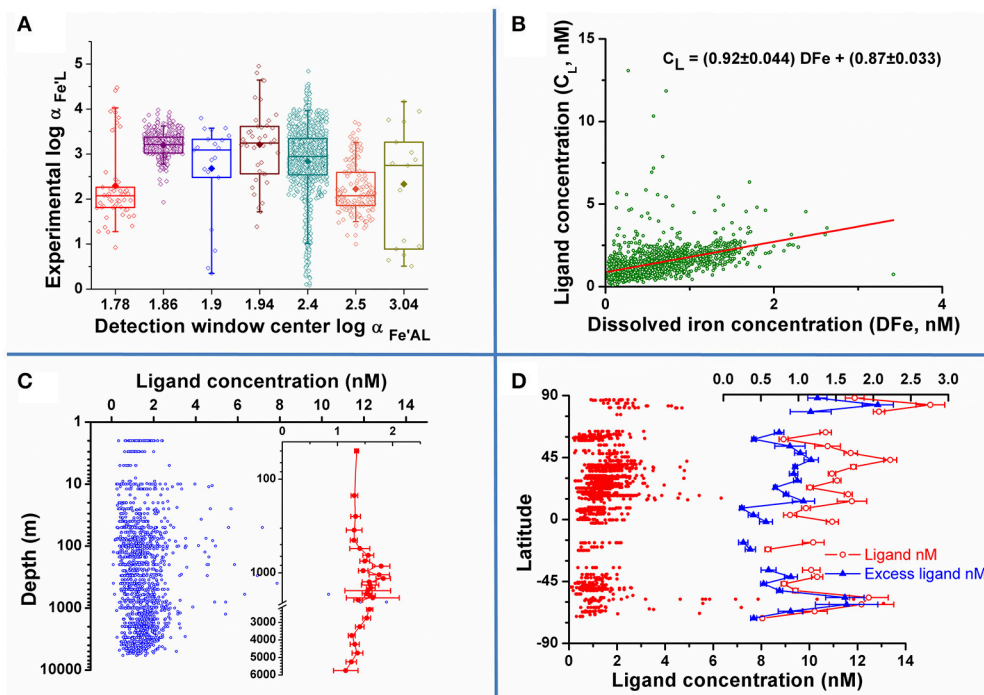 A
Experimental log α Fe'L
5
4
3
2
1
0
1.78 1.86 1.9 1.94 2.4 2.5 3.04
Detection window center log α Fe'AL
B
C_L = (0.92±0.044) DFe + (0.87±0.033)
Ligand concentration (C_L, nM)
15
10
5
0
0 2 4
Dissolved iron concentration (DFe, nM)
C
Ligand concentration (nM)
0 2 4 6 8 10 12 14
Depth (m)
1
10
100
1000
10000
0 1 2
100
1000
3000
4000
5000
6000
D
0.0 0.5 1.0 1.5 2.0 2.5 3.0
Latitude
90
45
0
-45
-90
Ligand nM
Excess ligand nM
0 2 4 6 8 10 12 14
Ligand concentration (nM)